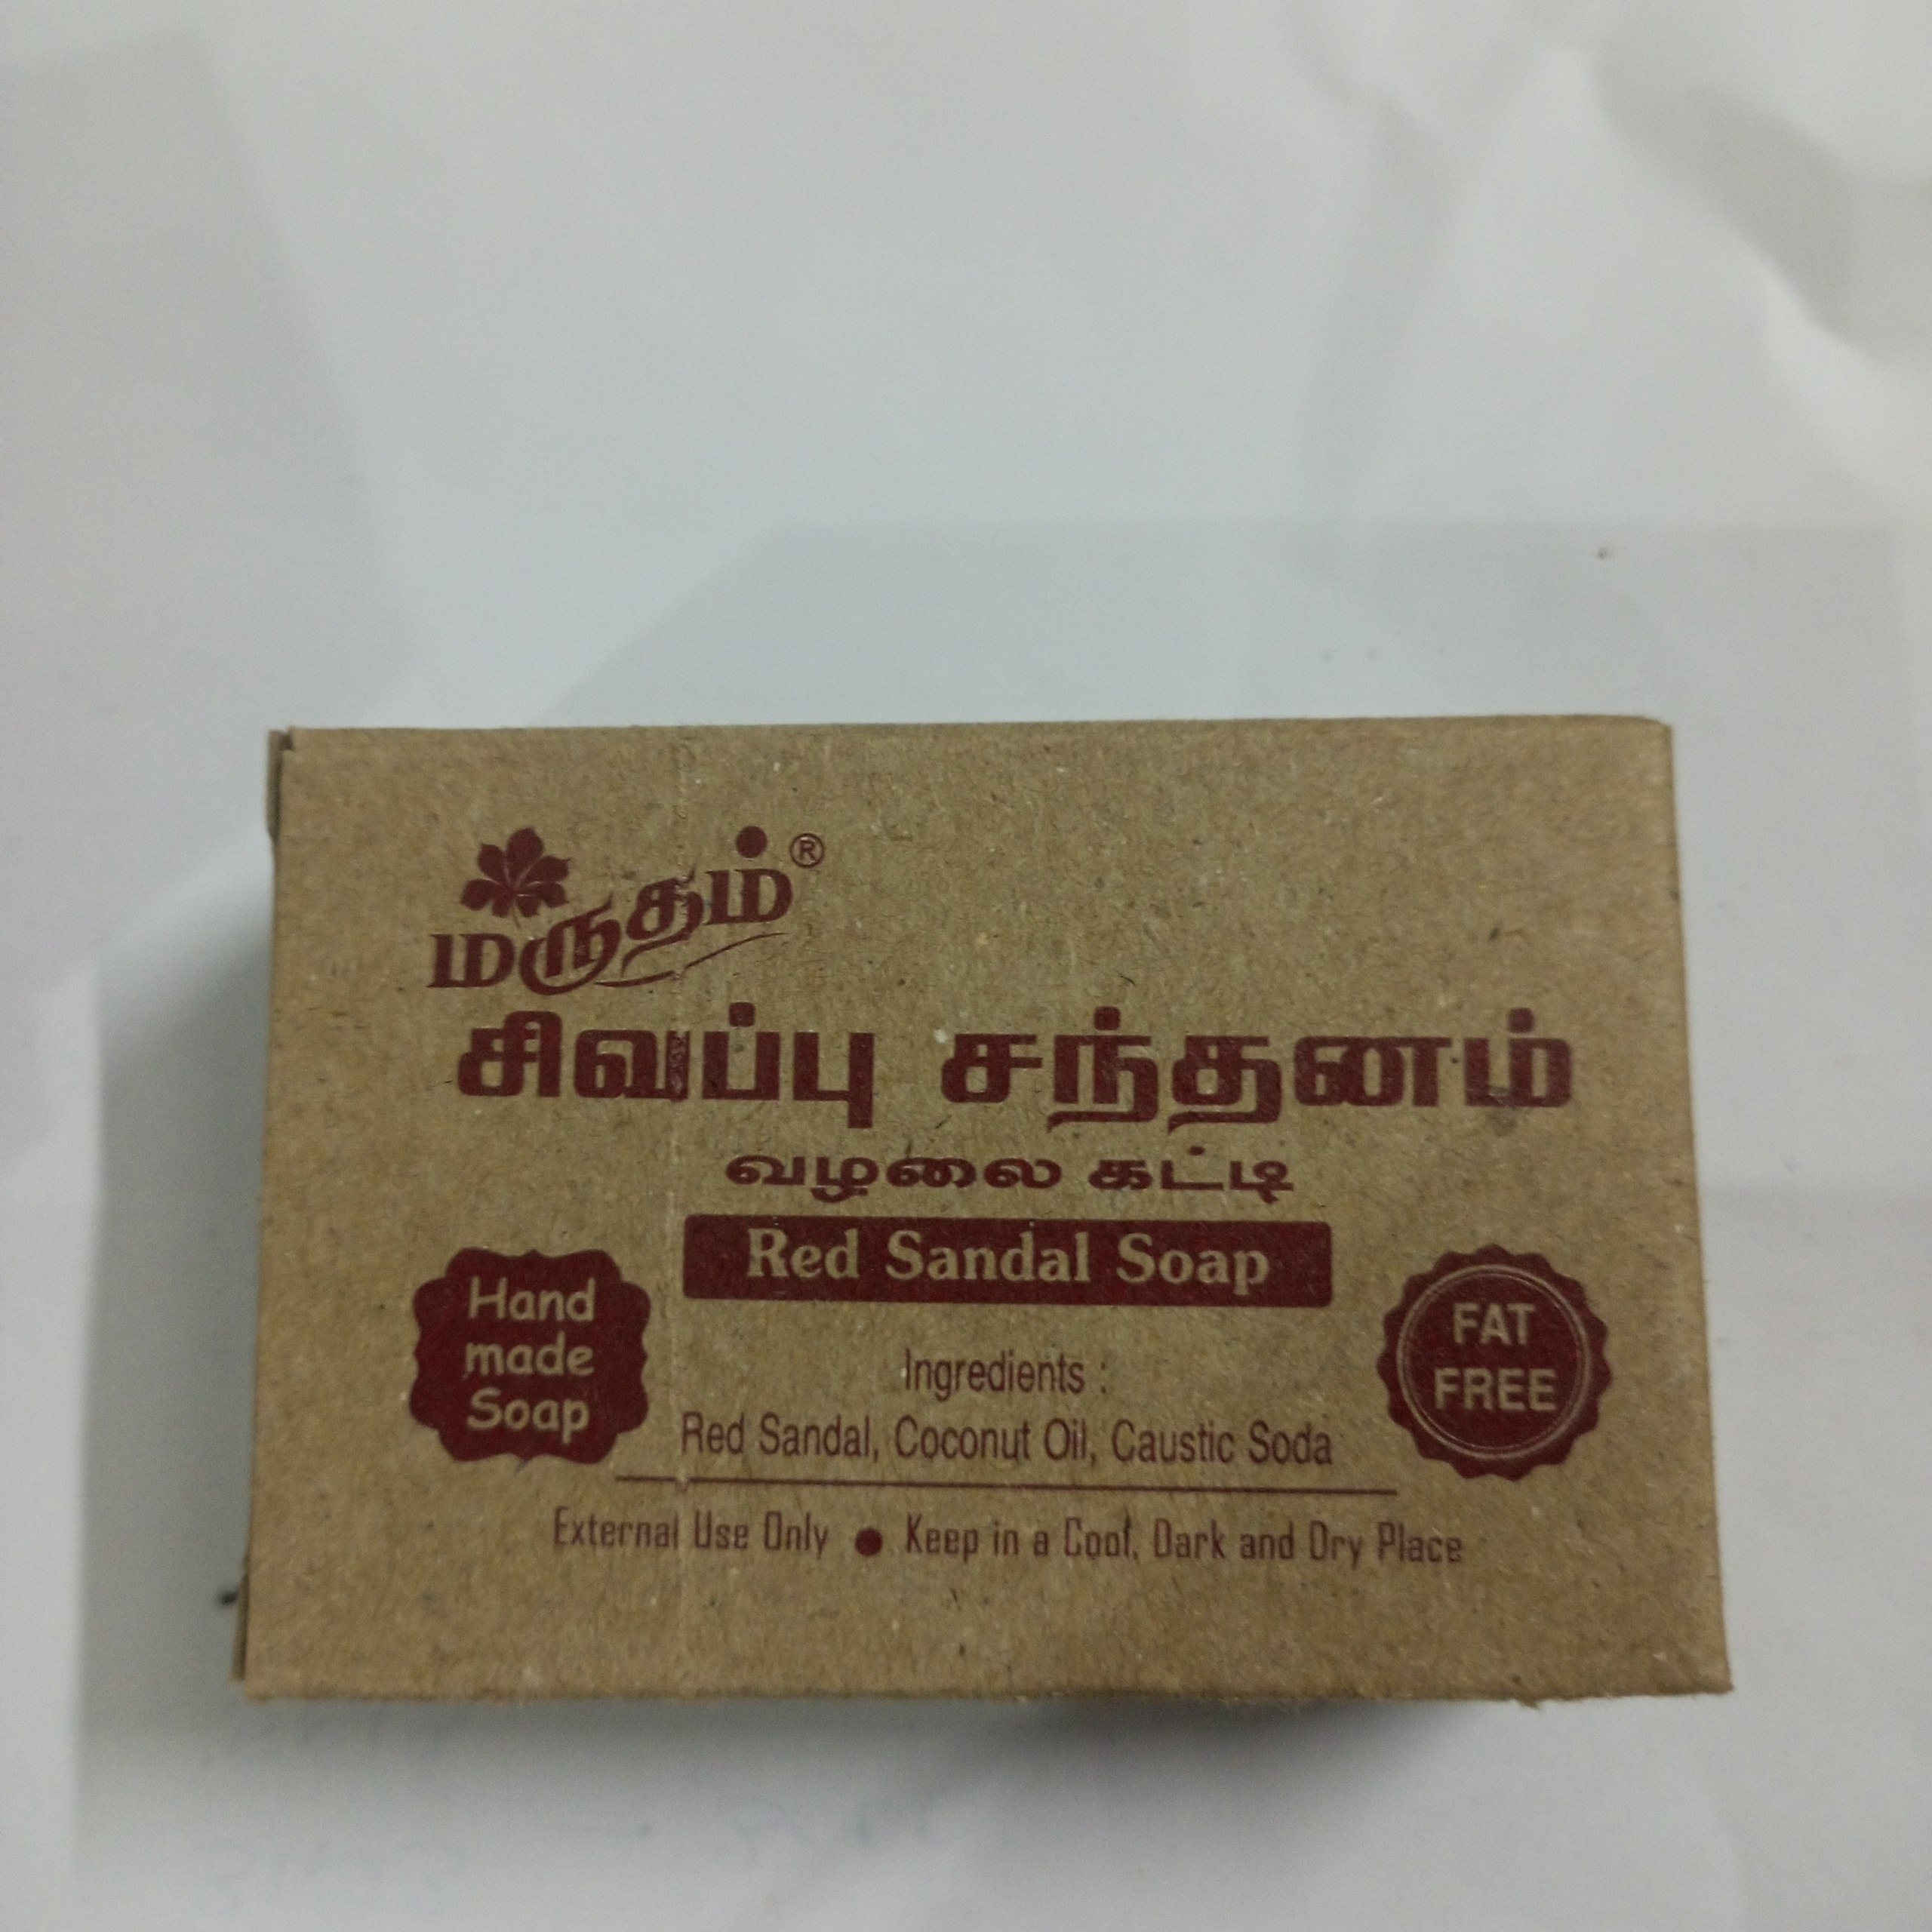 மருதம் ®
சிவப்பு சந்தனம்
வழலை கட்டி
Red Sandal Soap
Hand
made
Soap
Ingredients :
Red Sandal, Coconut Oil, Caustic Soda
FAT
FREE
External Use Only ● Keep in a Cool, Dark and Dry Place